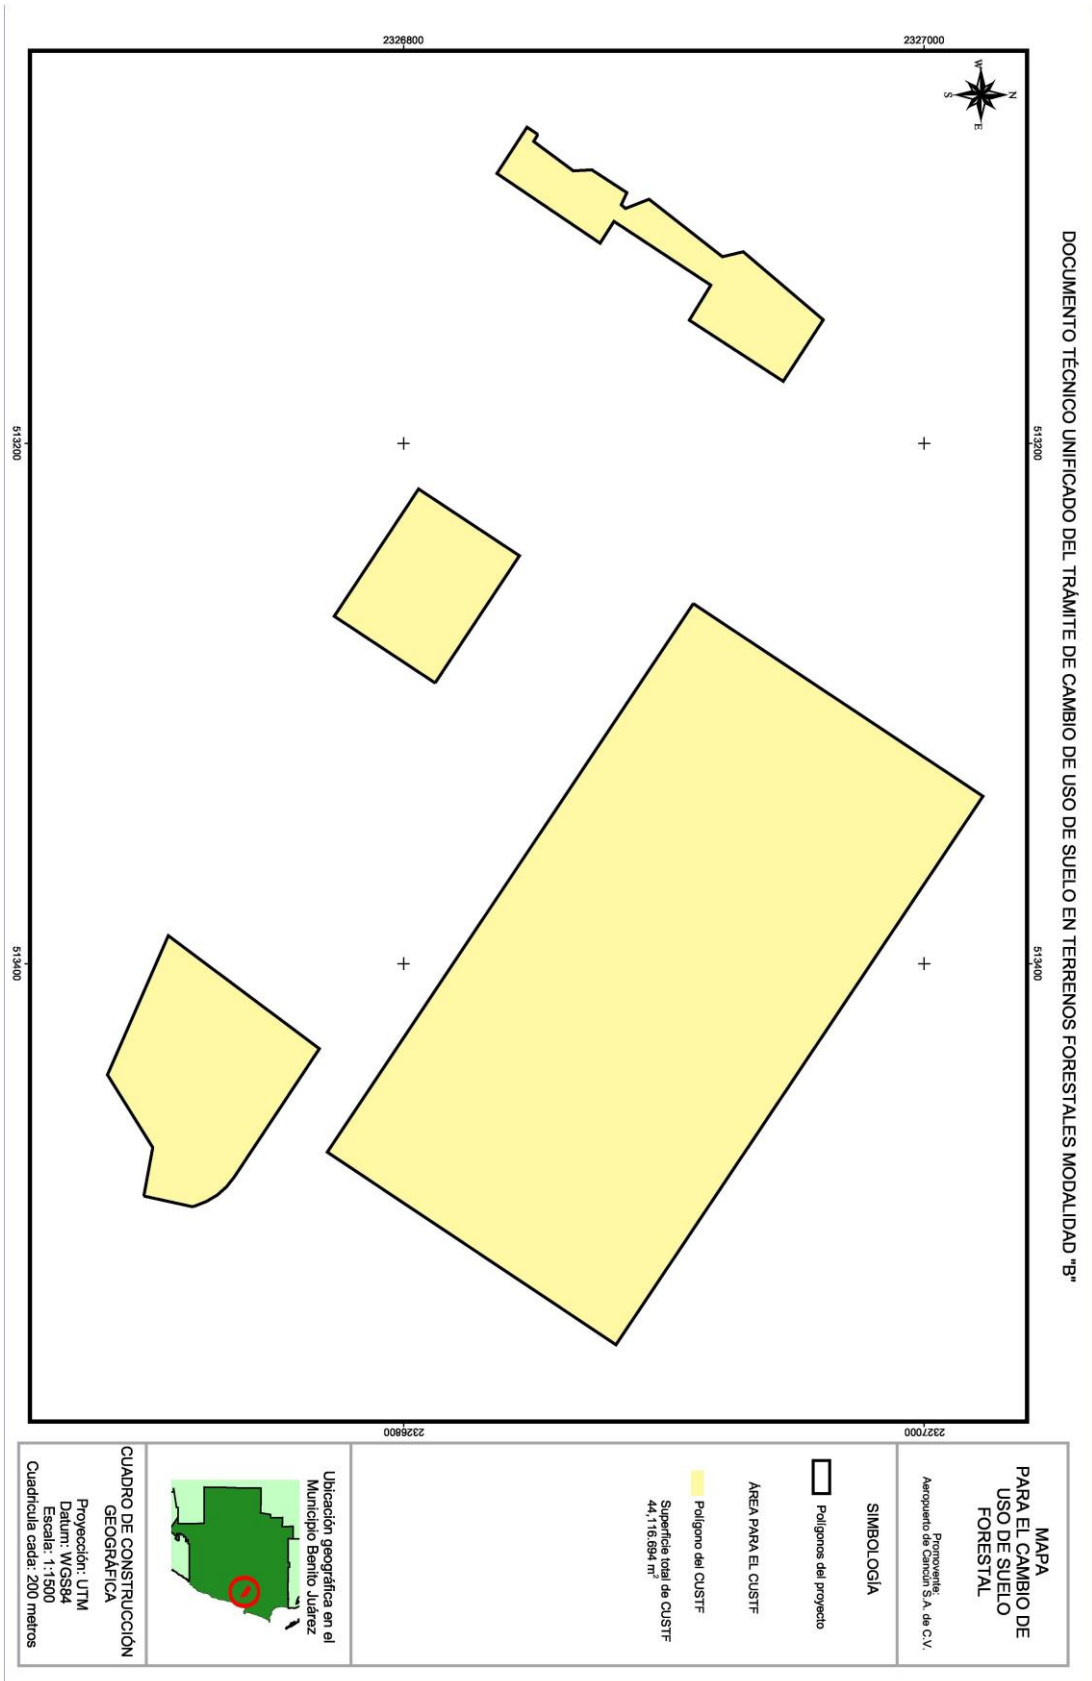 DOCUMENTO TÉCNICO UNIFICADO DEL TRÁMITE DE CAMBIO DE USO DE SUELO EN TERRENOS FORESTALES MODALIDAD "B"
513200
513400
2327000
2327000
2326800
2326800
513200
513400
N
W
E
S
MAPA
PARA EL CAMBIO DE
USO DE SUELO
FORESTAL
Promovente:
Aeropuerto de Cancún S.A. de C.V.
SIMBOLOGÍA
Polígonos del proyecto
ÁREA PARA EL CUSTF
Polígono del CUSTF
Superficie total de CUSTF
44,116.694 m²
Ubicación geográfica en el
Municipio Benito Juárez
CUADRO DE CONSTRUCCIÓN
GEOGRÁFICA
Proyección: UTM
Datum: WGS84
Escala: 1:1500
Cuadricula cada: 200 metros